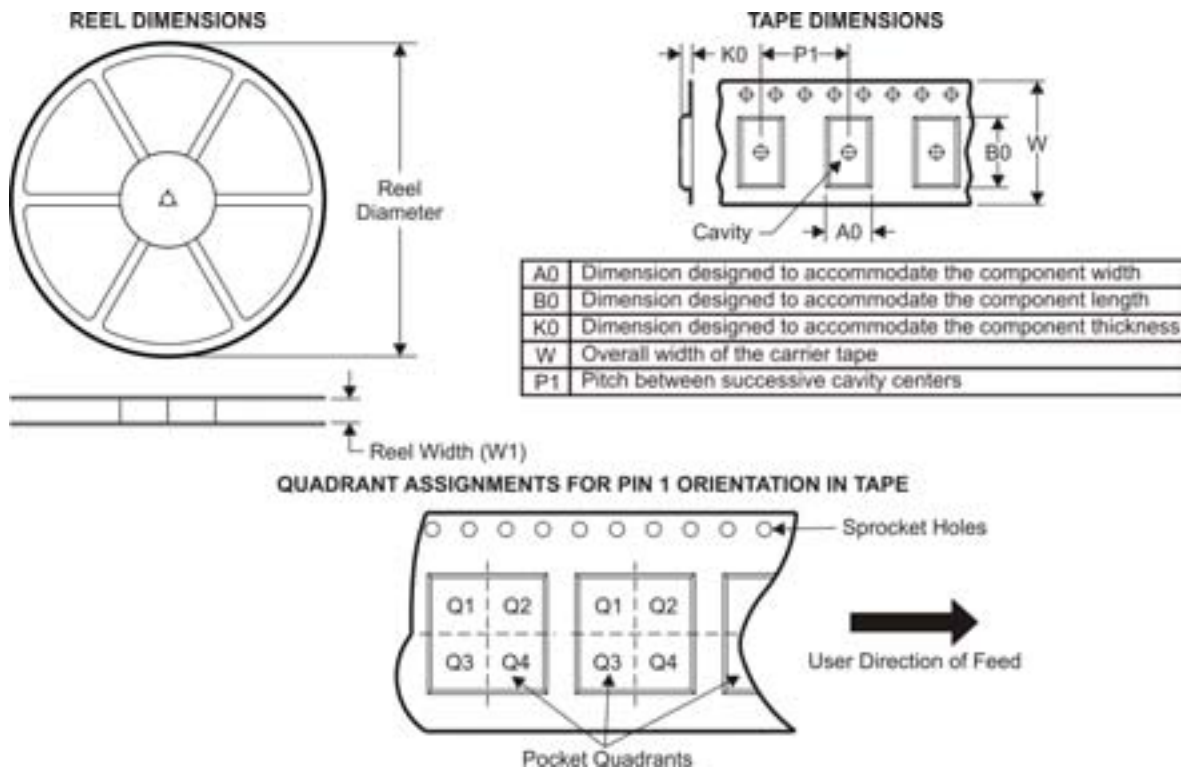 REEL DIMENSIONS
Reel
Diameter
Reel Width (W1)
TAPE DIMENSIONS
K0
P1
B0
W
Cavity
A0
A0 Dimension designed to accommodate the component width
B0 Dimension designed to accommodate the component length
K0 Dimension designed to accommodate the component thickness
W Overall width of the carrier tape
P1 Pitch between successive cavity centers
QUADRANT ASSIGNMENTS FOR PIN 1 ORIENTATION IN TAPE
Sprocket Holes
Q1 Q2 Q1 Q2
Q3 Q4 Q3 Q4
User Direction of Feed
Pocket Quadrants